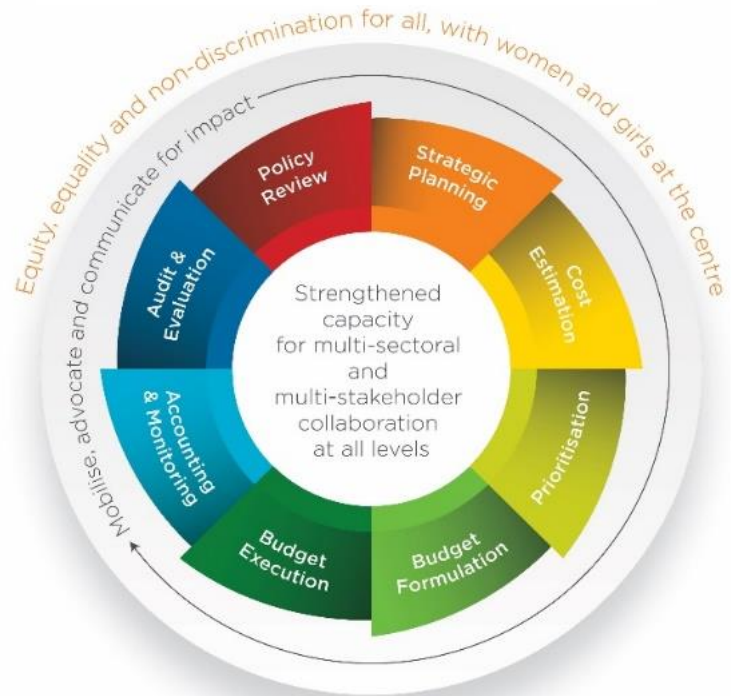 Equity, equality and non-discrimination for all, with women and girls at the centre
Mobilise, advocate and communicate for impact
Policy
Review
Strategic
Planning
Cost
Estimation
Prioritisation
Budget
Formulation
Budget
Execution
Accounting
& Monitoring
Audit &
Evaluation
Strengthened
capacity
for multi-sectoral
and
multi-stakeholder
collaboration
at all levels